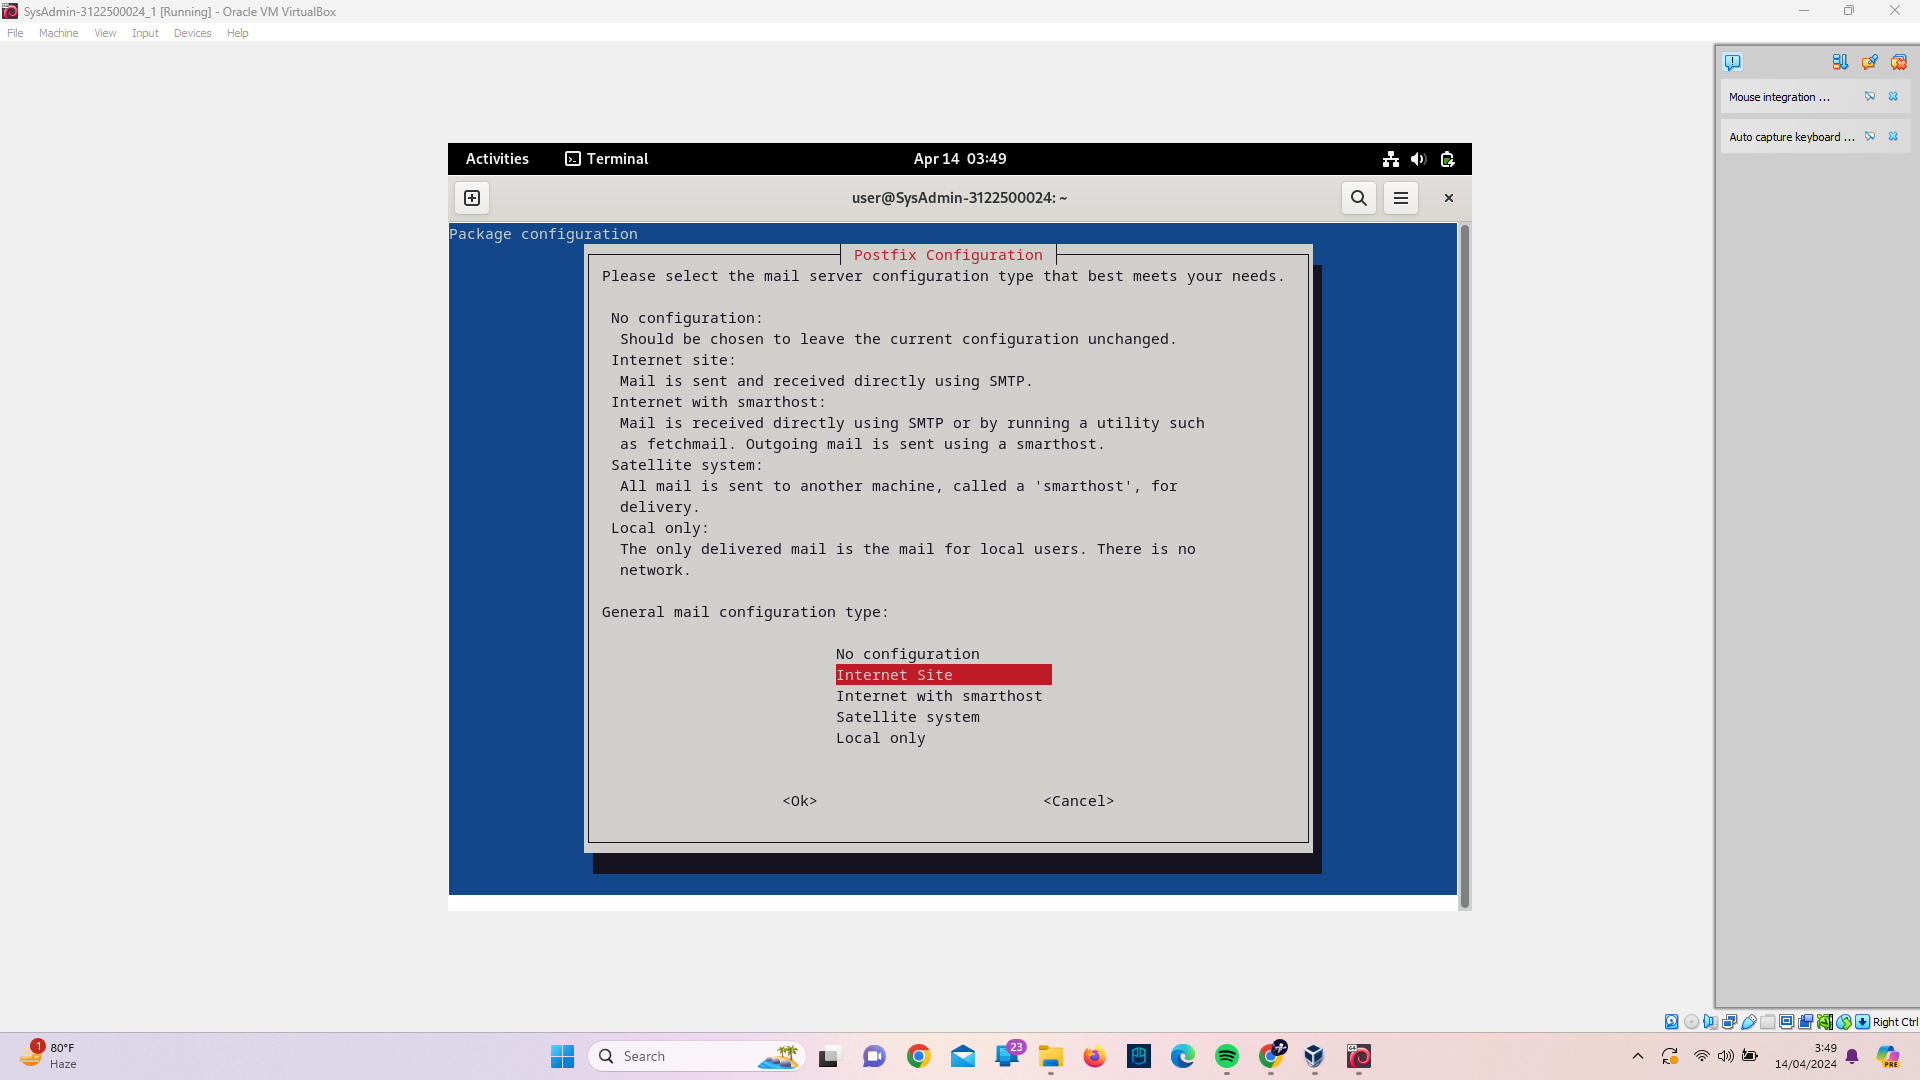 SysAdmin-3122500024_1 [Running] - Oracle VM VirtualBox
File Machine View Input Devices Help
Mouse integration ...
Auto capture keyboard ...
Activities Terminal Apr 14 03:49
user@SysAdmin-3122500024: ~
Package configuration
Postfix Configuration
Please select the mail server configuration type that best meets your needs.
No configuration:
Should be chosen to leave the current configuration unchanged.
Internet site:
Mail is sent and received directly using SMTP.
Internet with smarthost:
Mail is received directly using SMTP or by running a utility such
as fetchmail. Outgoing mail is sent using a smarthost.
Satellite system:
All mail is sent to another machine, called a 'smarthost', for
delivery.
Local only:
The only delivered mail is the mail for local users. There is no
network.
General mail configuration type:
No configuration
Internet Site
Internet with smarthost
Satellite system
Local only
<Ok> <Cancel>
Right Ctrl
1
80°F
Haze
Search
23
3:49
14/04/2024
PRE